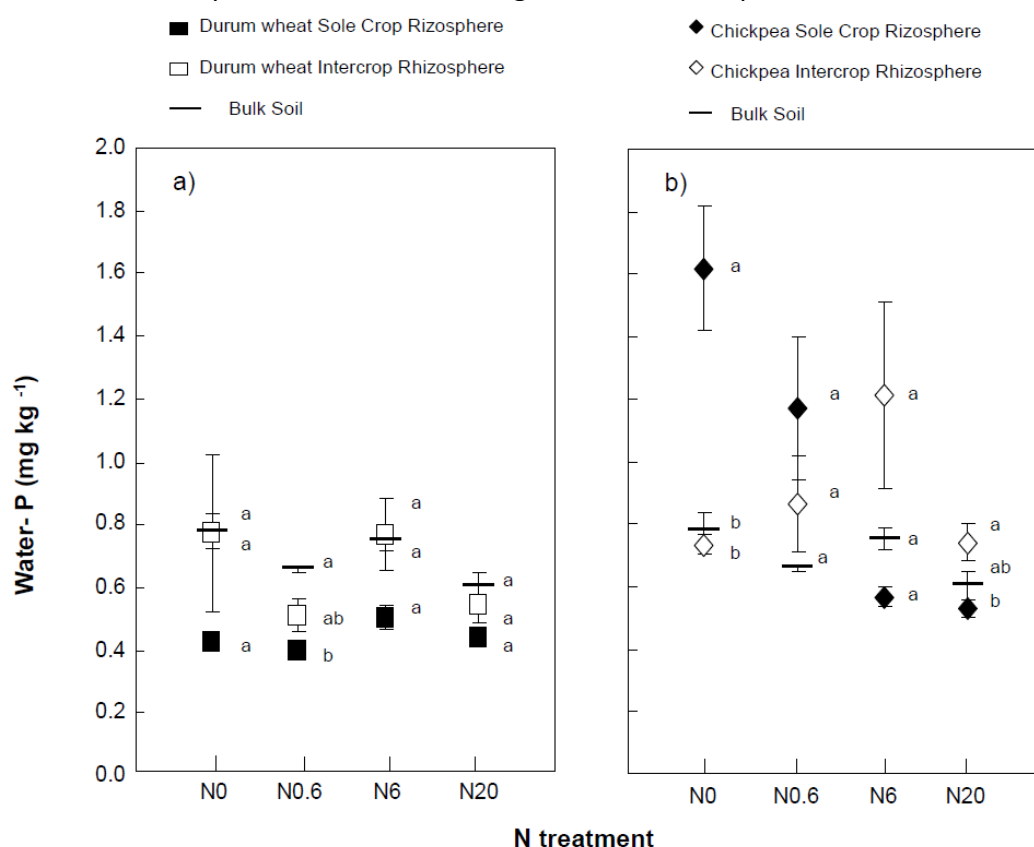 Durum wheat Sole Crop Rizosphere
Durum wheat Intercrop Rhizosphere
Bulk Soil
Chickpea Sole Crop Rizosphere
Chickpea Intercrop Rhizosphere
Bulk Soil
Water- P (mg kg -1)
2.0
1.8
1.6
1.4
1.2
1.0
0.8
0.6
0.4
0.2
0.0
a)
a
a
a
a
ab
b
a
a
a
a
a
a
N0 N0.6 N6 N20
b)
a
b
b
a
a
a
a
a
a
a
ab
b
N0 N0.6 N6 N20
N treatment